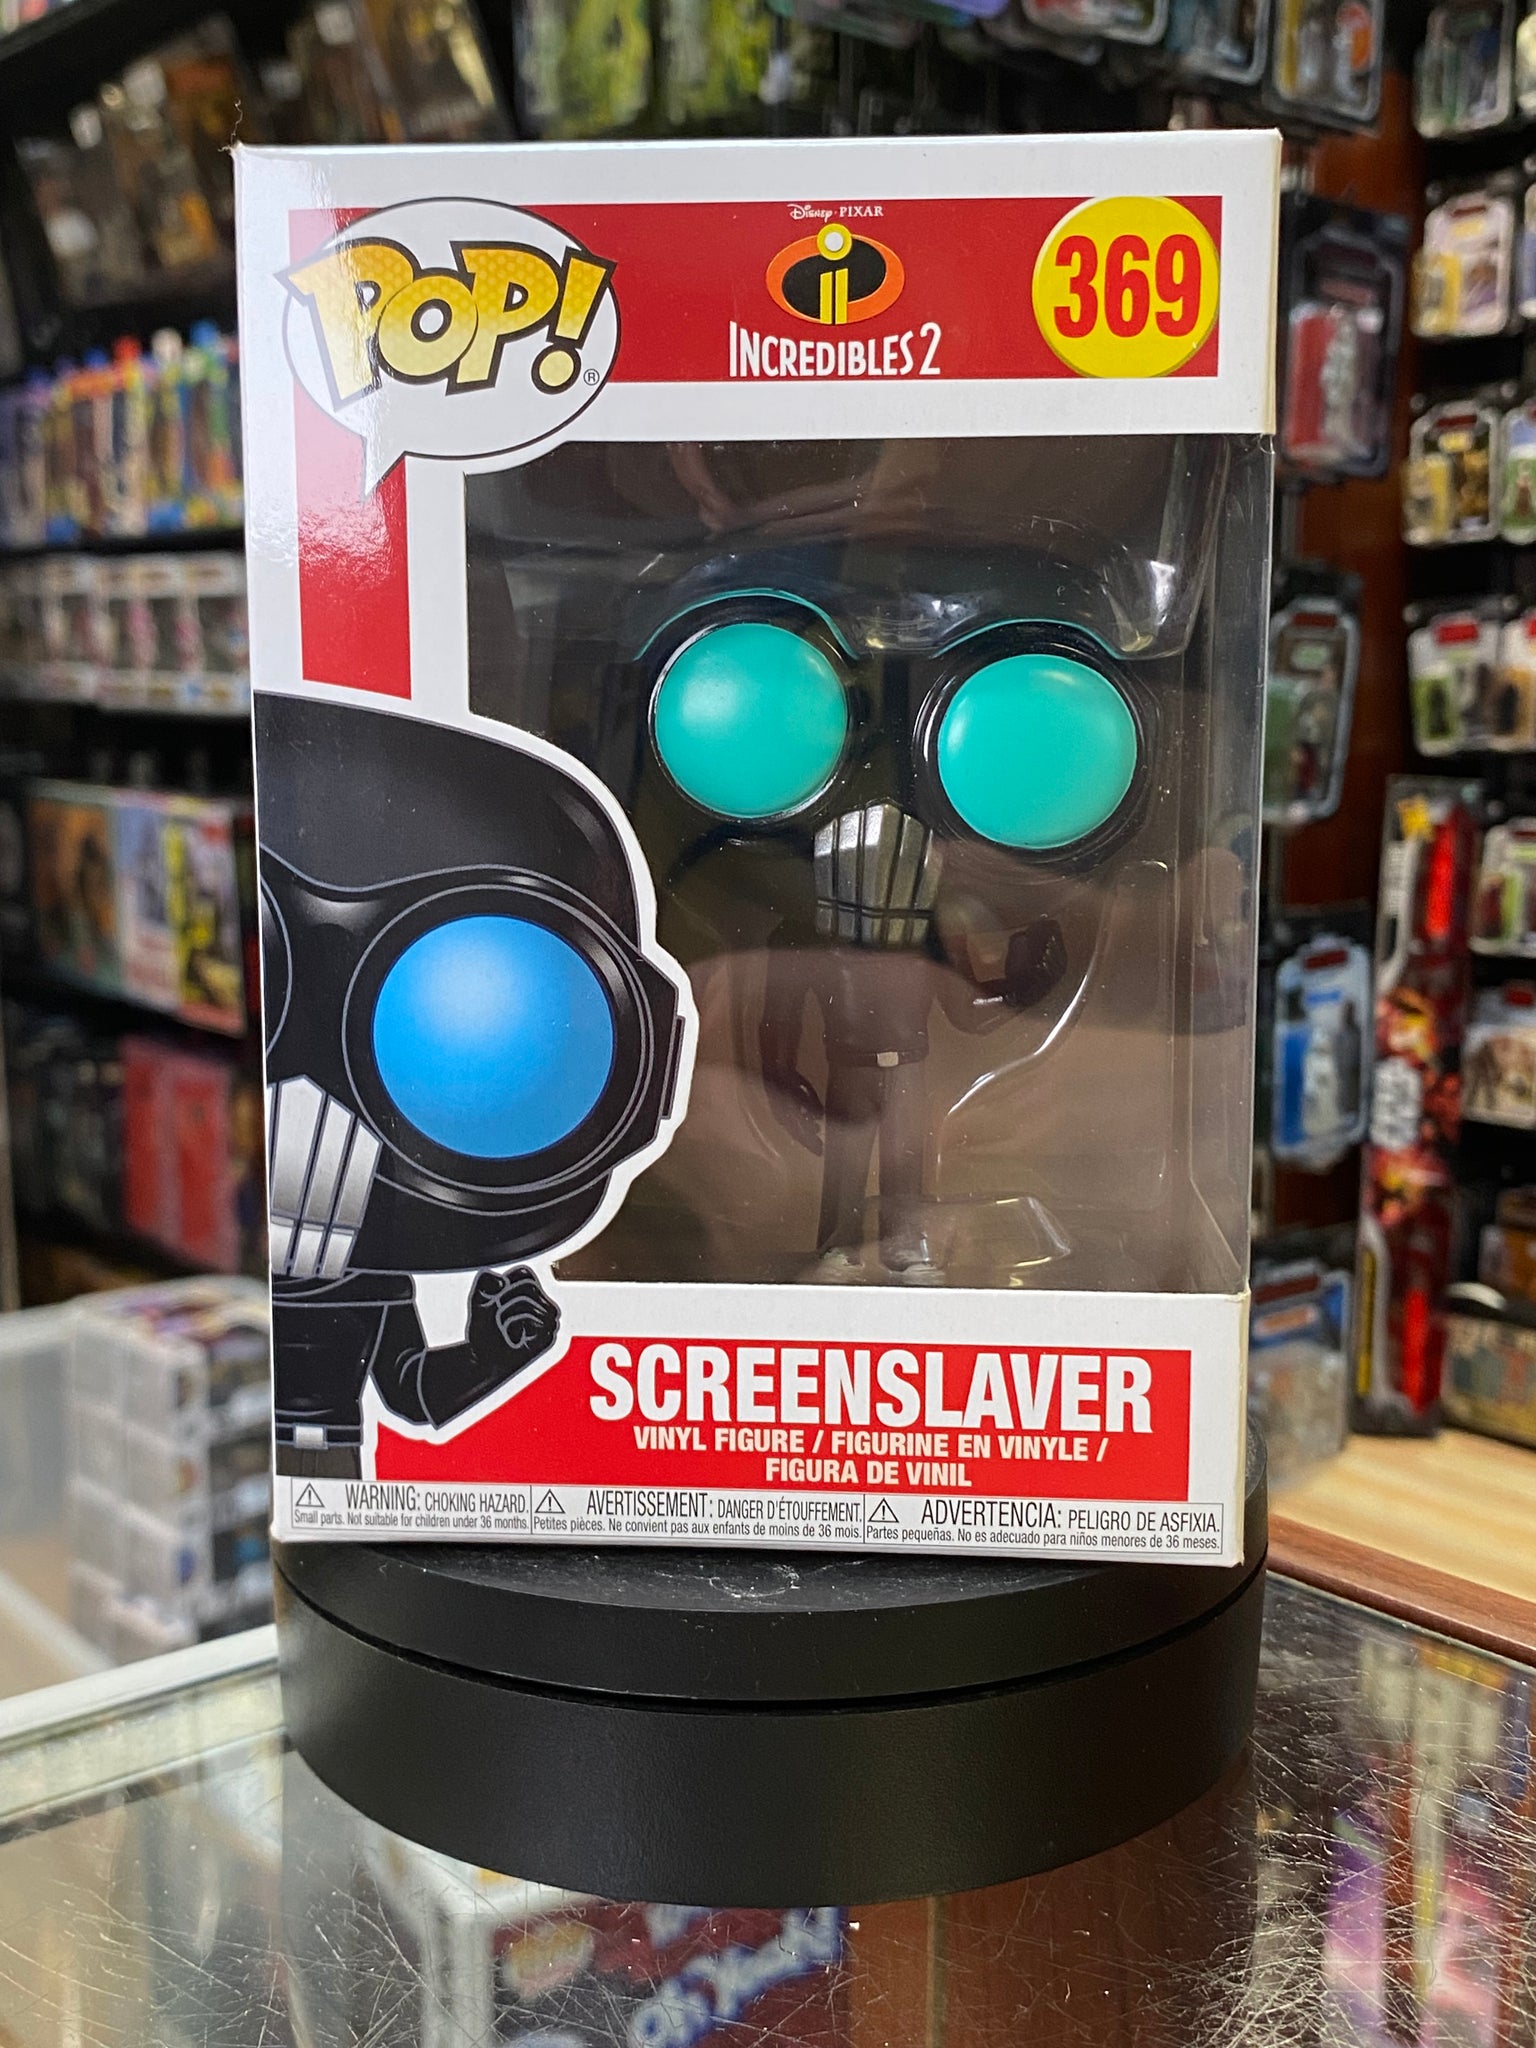 POP!
®
Disney · PIXAR
INCREDIBLES 2
369
SCREENSLAVER
VINYL FIGURE / FIGURINE EN VINYLE /
FIGURA DE VINIL
WARNING: CHOKING HAZARD.
Small parts. Not suitable for children under 36 months.
AVERTISSEMENT: DANGER D'ÉTOUFFEMENT.
Petites pièces. Ne convient pas aux enfants de moins de 36 mois.
ADVERTENCIA: PELIGRO DE ASFIXIA.
Partes pequeñas. No es adecuado para niños menores de 36 meses.